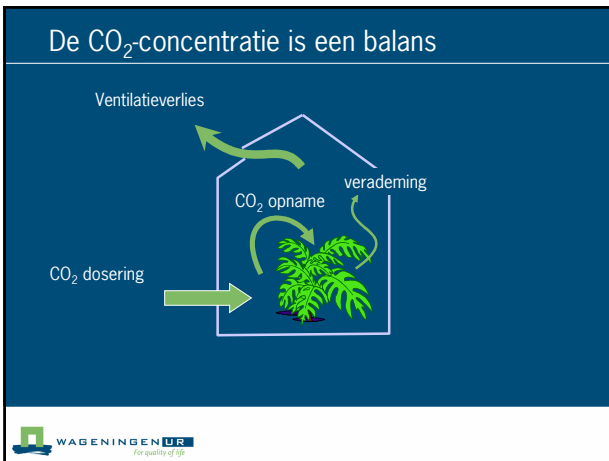 De CO₂-concentratie is een balans
Ventilatieverlies
verademing
CO₂ opname
CO₂ dosering
WAGENINGEN UR
For quality of life